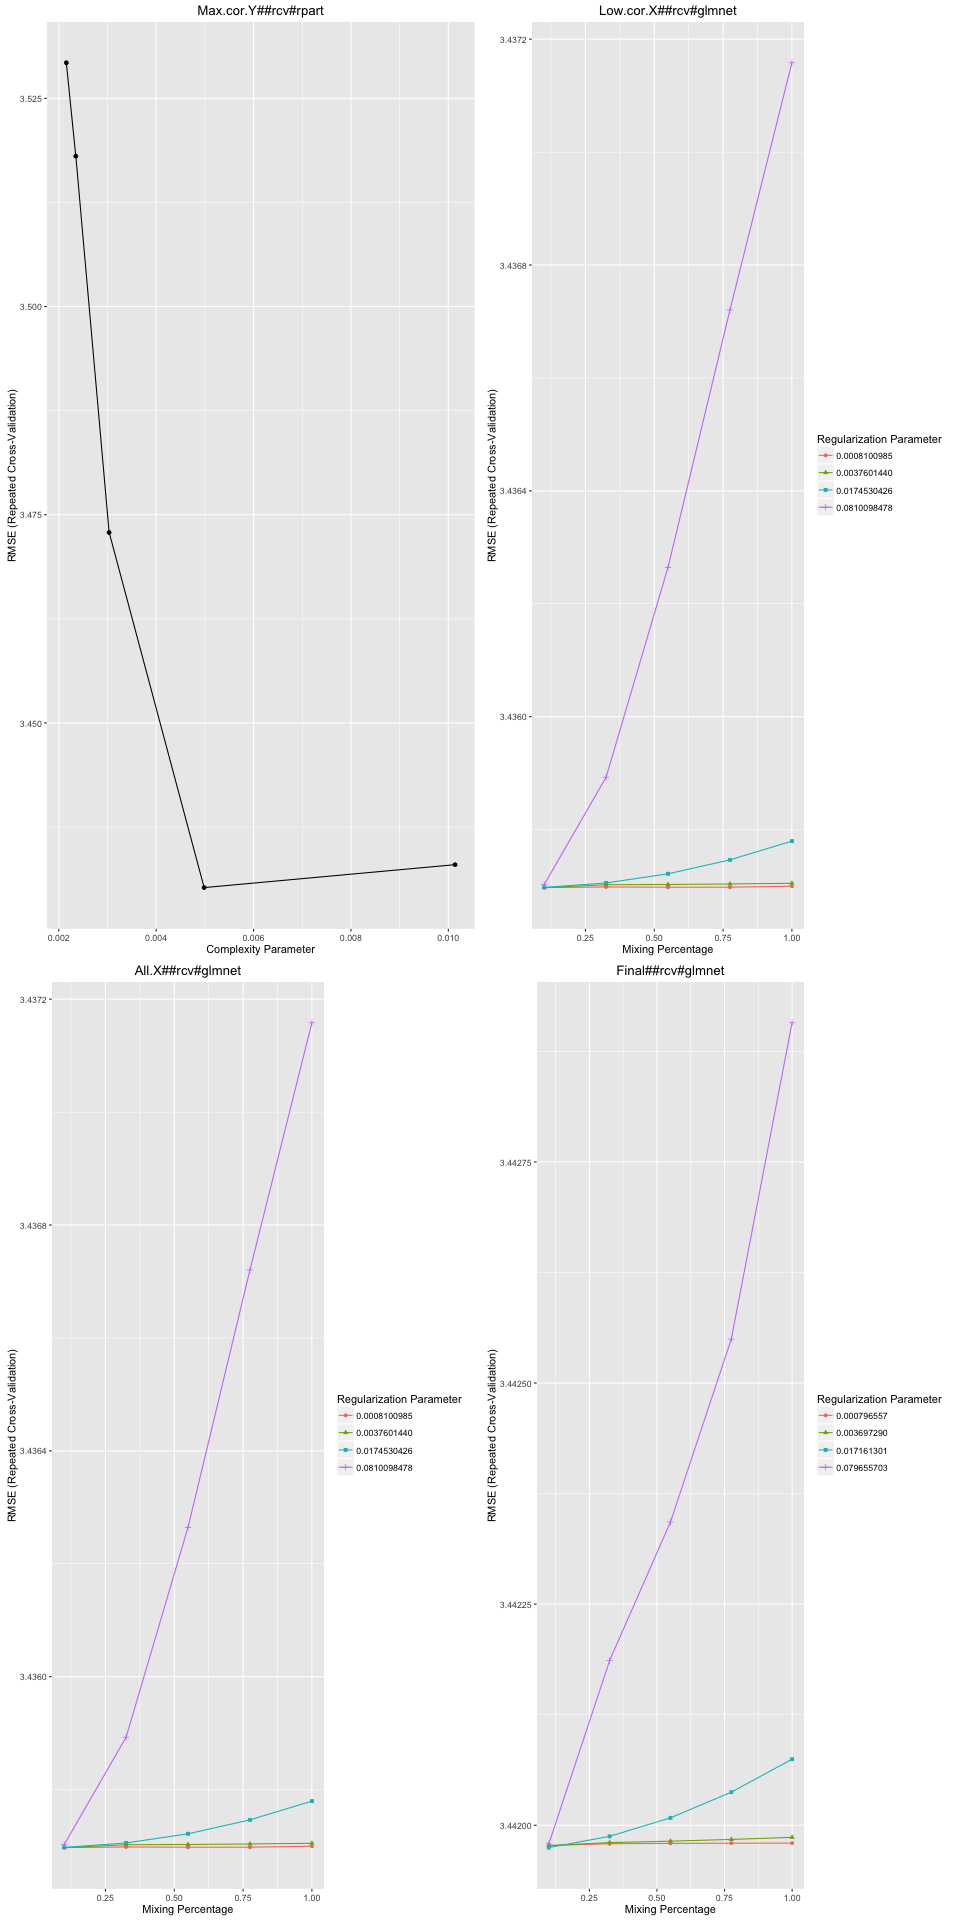 Max.cor.Y##rcv#rpart
RMSE (Repeated Cross-Validation)
3.525
3.500
3.475
3.450
0.002 0.004 0.006 0.008 0.010
Complexity Parameter
Low.cor.X##rcv#glmnet
RMSE (Repeated Cross-Validation)
3.4372
3.4368
3.4364
3.4360
0.25 0.50 0.75 1.00
Mixing Percentage
Regularization Parameter
0.0008100985
0.0037601440
0.0174530426
0.0810098478
All.X##rcv#glmnet
RMSE (Repeated Cross-Validation)
3.4372
3.4368
3.4364
3.4360
0.25 0.50 0.75 1.00
Mixing Percentage
Regularization Parameter
0.0008100985
0.0037601440
0.0174530426
0.0810098478
Final##rcv#glmnet
RMSE (Repeated Cross-Validation)
3.44275
3.44250
3.44225
3.44200
0.25 0.50 0.75 1.00
Mixing Percentage
Regularization Parameter
0.000796557
0.003697290
0.017161301
0.079655703